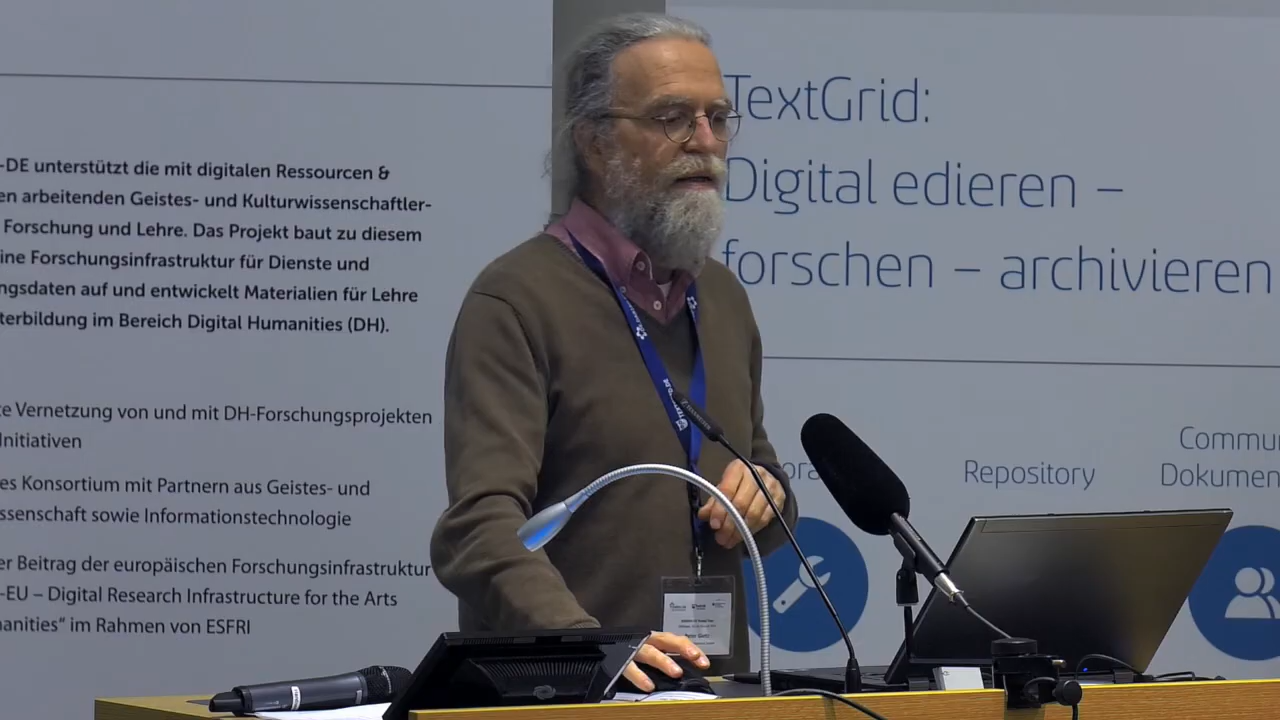 -DE unterstützt die mit digitalen Ressourcen &
en arbeitenden Geistes- und Kulturwissenschaftler-
Forschung und Lehre. Das Projekt baut zu diesem
ine Forschungsinfrastruktur für Dienste und
ngsdaten auf und entwickelt Materialien für Lehre
terbildung im Bereich Digital Humanities (DH).
te Vernetzung von und mit DH-Forschungsprojekten
Initiativen
es Konsortium mit Partnern aus Geistes- und
issenschaft sowie Informationstechnologie
er Beitrag der europäischen Forschungsinfrastruktur
-EU – Digital Research Infrastructure for the Arts
manities“ im Rahmen von ESFRI
TextGrid:
Digital edieren –
forschen – archivieren
Repository
Commu
Dokumen